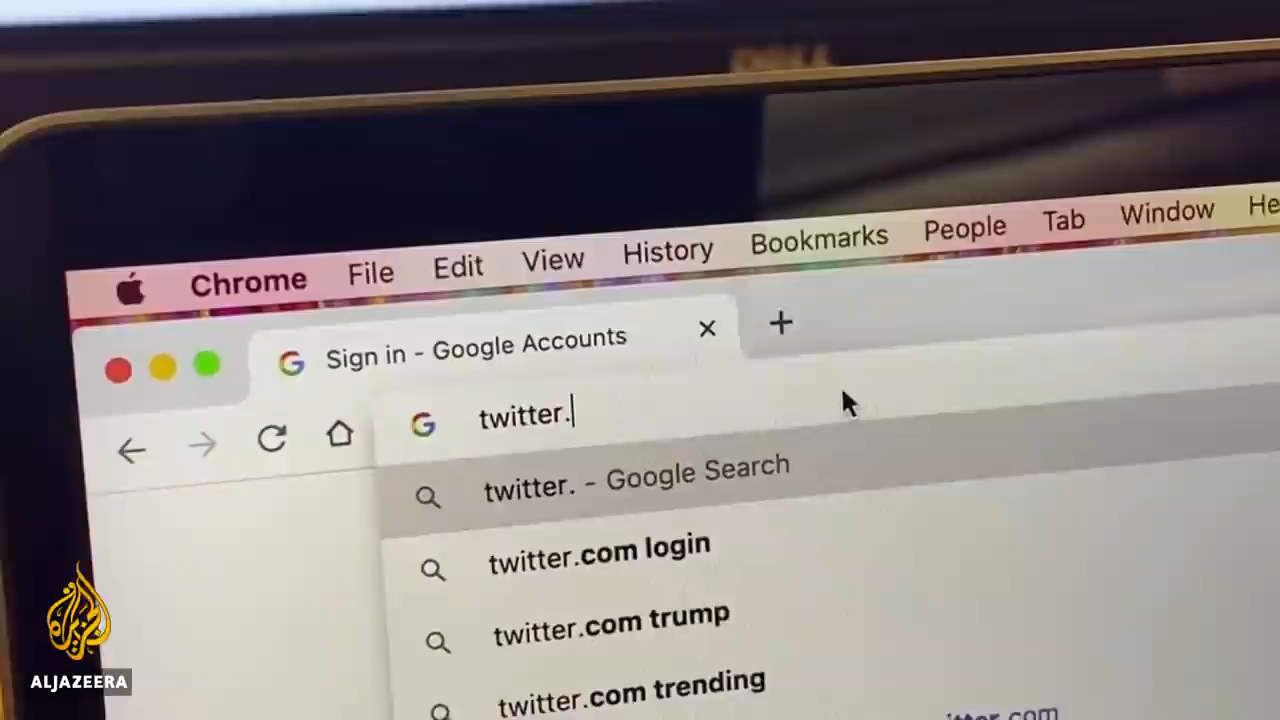 Chrome File Edit View History Bookmarks People Tab Window
Sign in - Google Accounts
twitter.
twitter. - Google Search
twitter.com login
twitter.com trump
twitter.com trending
ALJAZEERA